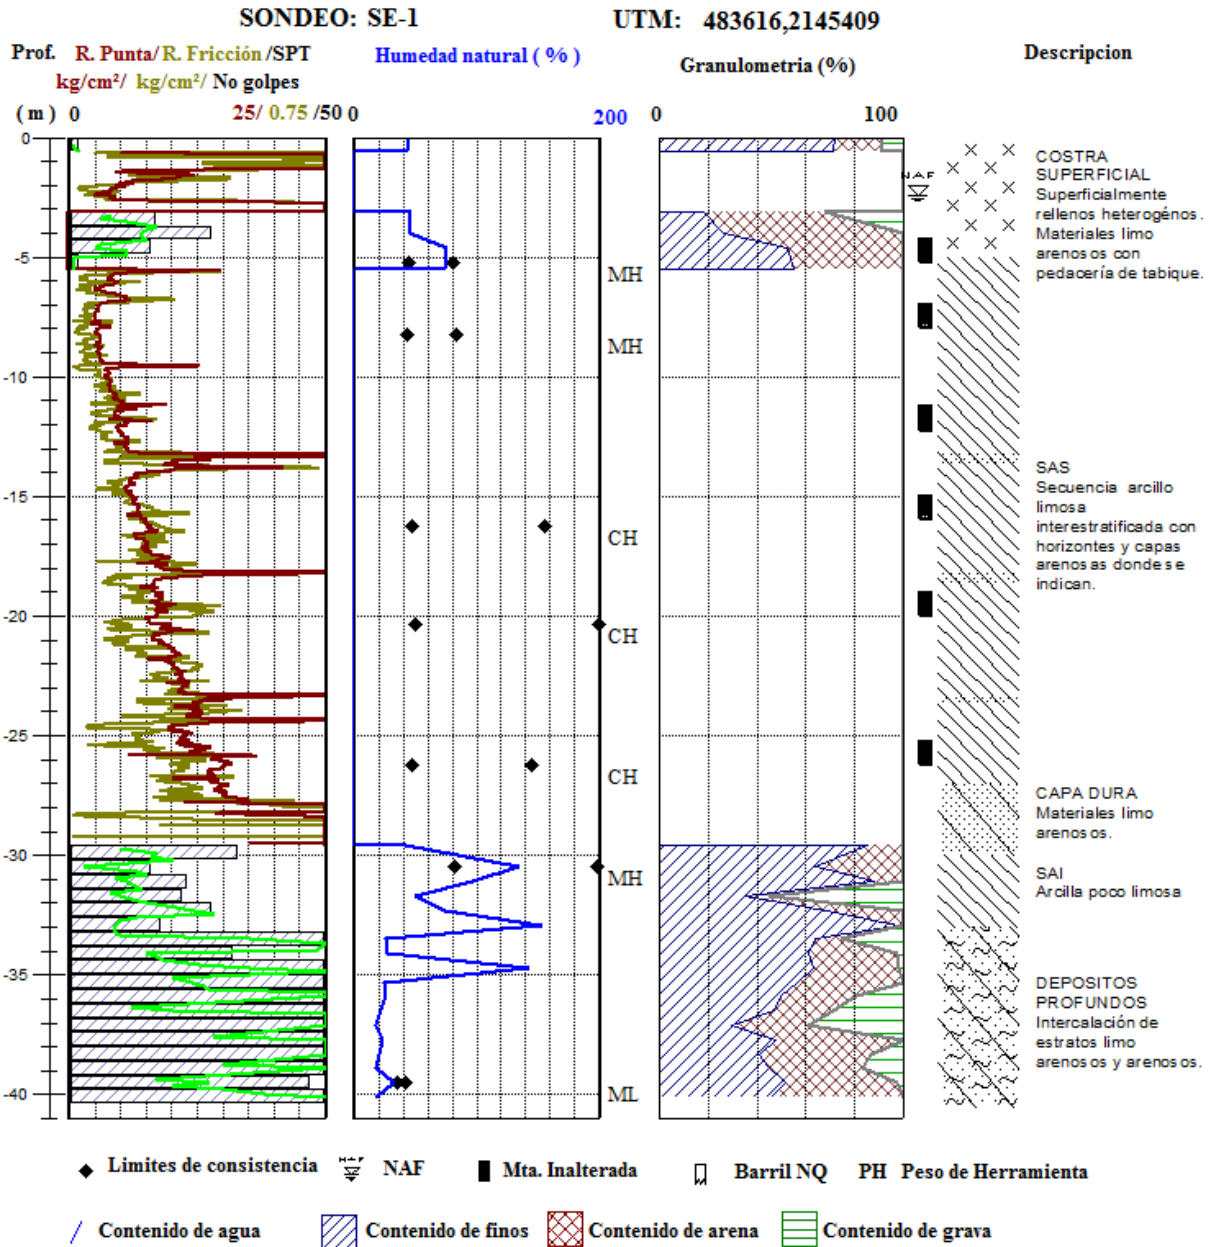 SONDEO: SE-1 UTM: 483616,2145409
Prof. R. Punta/ R. Fricción /SPT Humedad natural ( % ) Granulometria (%) Descripcion
kg/cm²/ kg/cm²/ No golpes
( m ) 0 25/ 0.75 /50 0 200 0 100
0
NAF
COSTRA
SUPERFICIAL
Superficialmente
rellenos heterogénos.
Materiales limo
arenosos con
pedacería de tabique.
-5
MH
MH
-10
SAS
Secuencia arcillo
limosa
interestratificada con
horizontes y capas
arenosas donde se
indican.
-15
CH
-20
CH
-25
CH
CAPA DURA
Materiales limo
arenosos.
-30
MH
SAI
Arcilla poco limosa
-35
DEPOSITOS
PROFUNDOS
Intercalación de
estratos limo
arenosos y arenosos.
-40
ML
Limites de consistencia NAF Mta. Inalterada Barril NQ PH Peso de Herramienta
Contenido de agua Contenido de finos Contenido de arena Contenido de grava